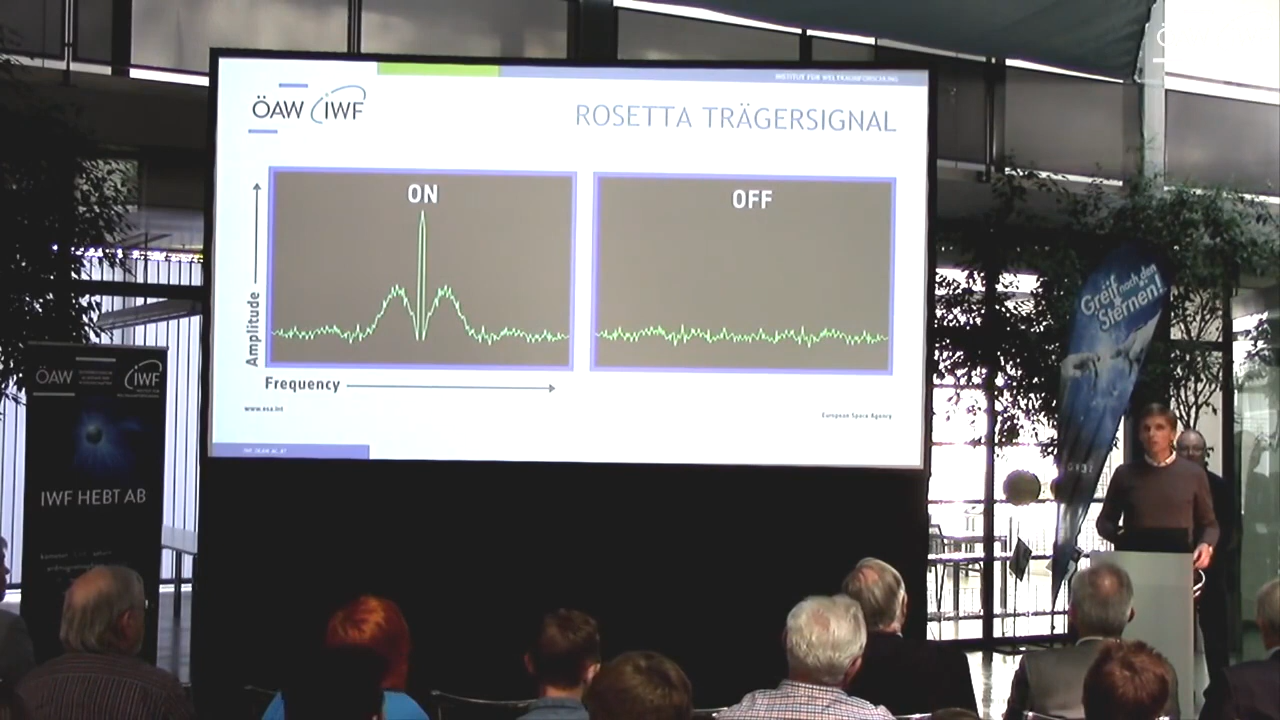 INSTITUT FÜR WELTRAUMFORSCHUNG
ÖAW IWF
ROSETTA TRÄGERSIGNAL
ON
OFF
Amplitude
Frequency
www.esa.int
European Space Agency
Greif nach den
Sternen!
ÖAW
IWF
IWF HEBT AB